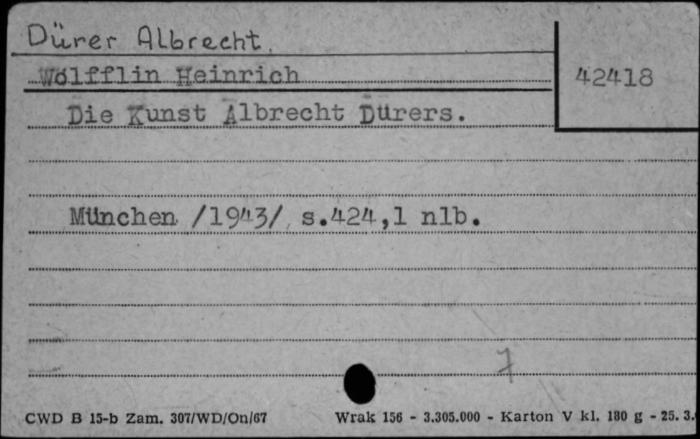 Dürer Albrecht.
Wölfflin Heinrich
42418
Die Kunst Albrecht Dürers.
München /1943/, s.424,1 nlb.
7
CWD B 15-b Zam. 307/WD/On/67 Wrak 156 - 3.305.000 - Karton V kl. 180 g - 25. 3.